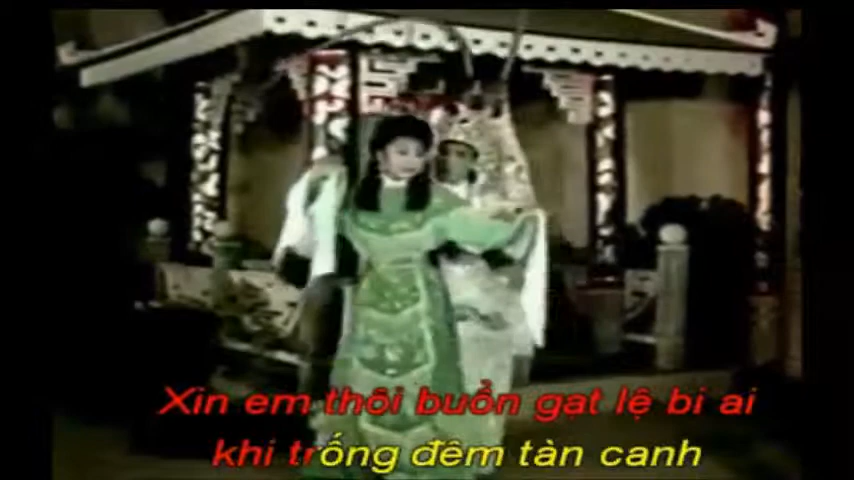 Xin em thôi buồn gạt lệ bi ai
khi trống đêm tàn canh